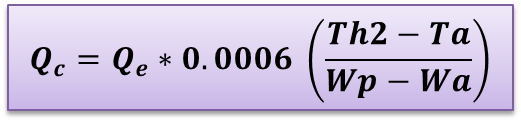 Qc = Qe * 0.0006 (Th2 − Ta / Wp − Wa)